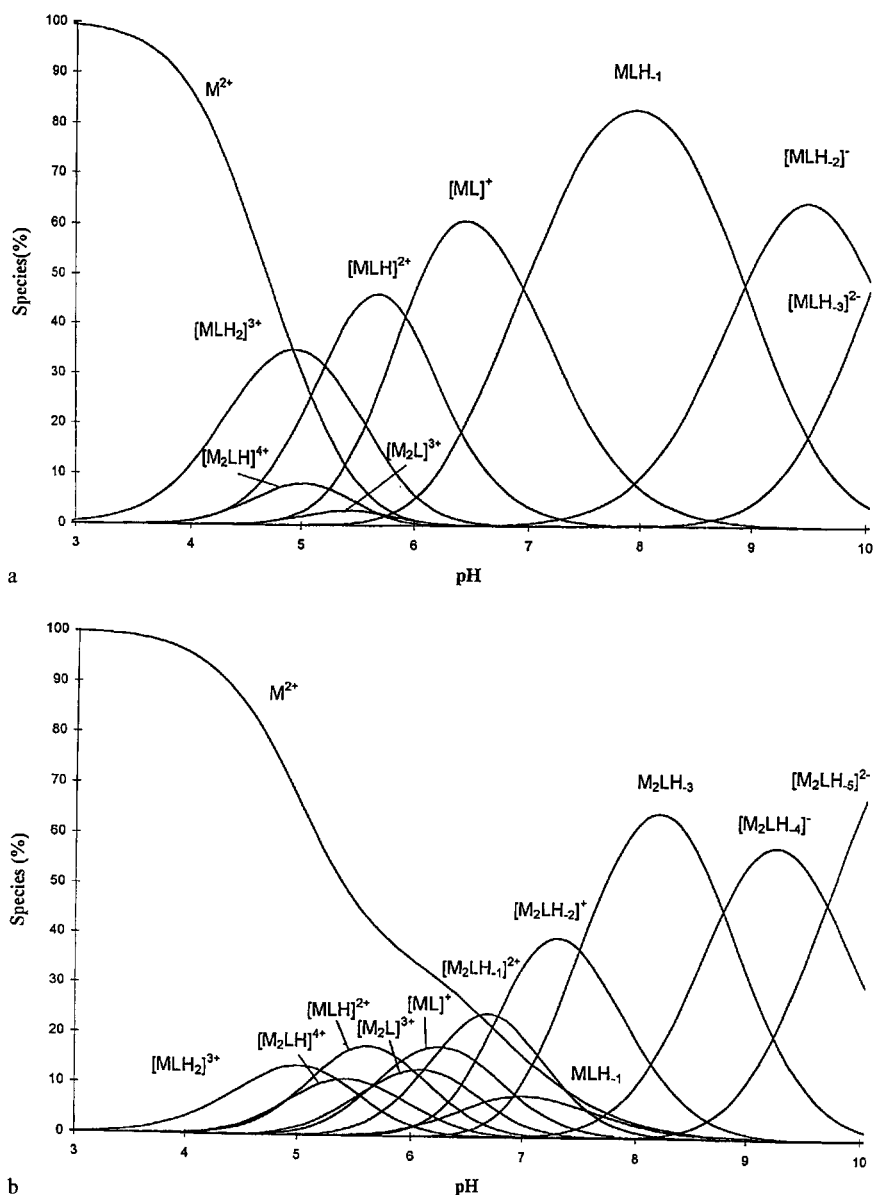 100
90
80
70
60
50
40
30
20
10
0
Species(%)
M²⁺
[MLH₂]³⁺
[M₂LH]⁴⁺
[MLH]²⁺
[M₂L]³⁺
[ML]⁺
MLH₋₁
[MLH₋₂]⁻
[MLH₋₃]²⁻
3 4 5 6 7 8 9 10
pH
a
100
90
80
70
60
50
40
30
20
10
0
Species (%)
M²⁺
[MLH₂]³⁺
[M₂LH]⁴⁺
[MLH]²⁺
[M₂L]³⁺
[ML]⁺
[M₂LH₋₁]²⁺
[M₂LH₋₂]⁺
MLH₋₁
M₂LH₋₃
[M₂LH₋₄]⁻
[M₂LH₋₅]²⁻
3 4 5 6 7 8 9 10
pH
b